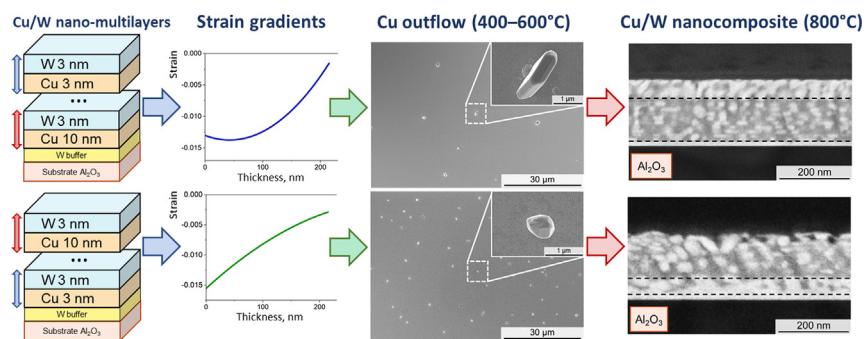 Cu/W nano-multilayers
Strain gradients
Cu outflow (400–600°C)
Cu/W nanocomposite (800°C)
W 3 nm
Cu 3 nm
•••
W 3 nm
Cu 10 nm
W buffer
Substrate Al₂O₃
Strain
0.000
-0.005
-0.010
-0.015
0
100
200
Thickness, nm
1 µm
30 µm
Al₂O₃
200 nm
W 3 nm
Cu 10 nm
•••
W 3 nm
Cu 3 nm
W buffer
Substrate Al₂O₃
Strain
0.000
-0.005
-0.010
-0.015
0
100
200
Thickness, nm
1 µm
30 µm
Al₂O₃
200 nm